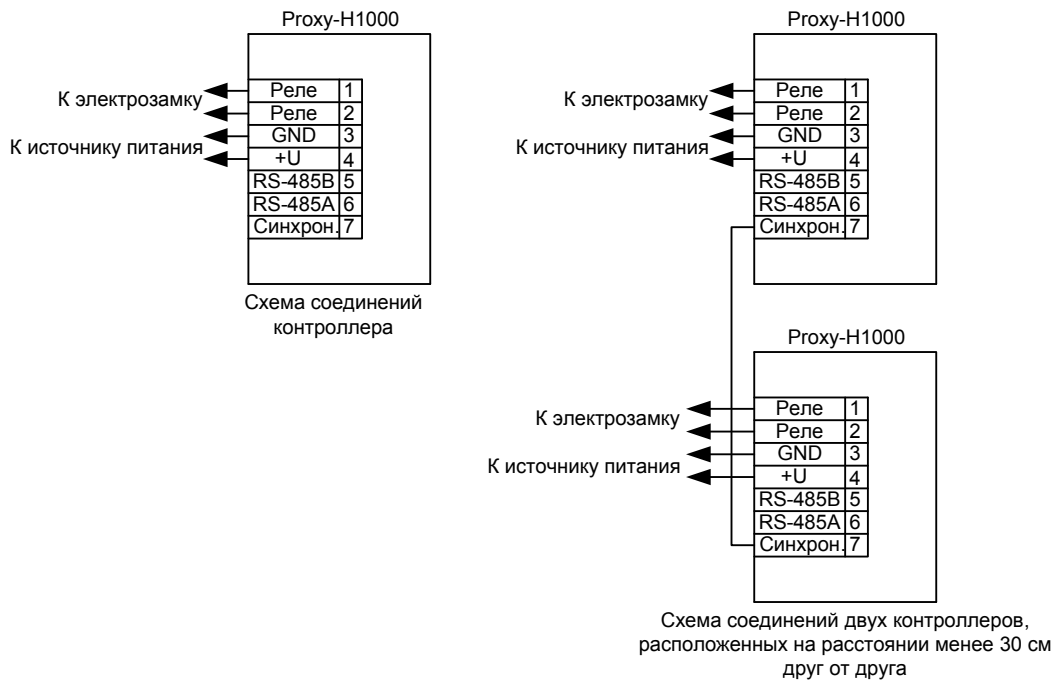 Proxy-H1000
К электрозамку
К источнику питания
Реле 1
Реле 2
GND 3
+U 4
RS-485B 5
RS-485A 6
Синхрон. 7
Схема соединений
контроллера
Proxy-H1000
К электрозамку
К источнику питания
Реле 1
Реле 2
GND 3
+U 4
RS-485B 5
RS-485A 6
Синхрон. 7
Proxy-H1000
К электрозамку
К источнику питания
Реле 1
Реле 2
GND 3
+U 4
RS-485B 5
RS-485A 6
Синхрон. 7
Схема соединений двух контроллеров,
расположенных на расстоянии менее 30 см
друг от друга